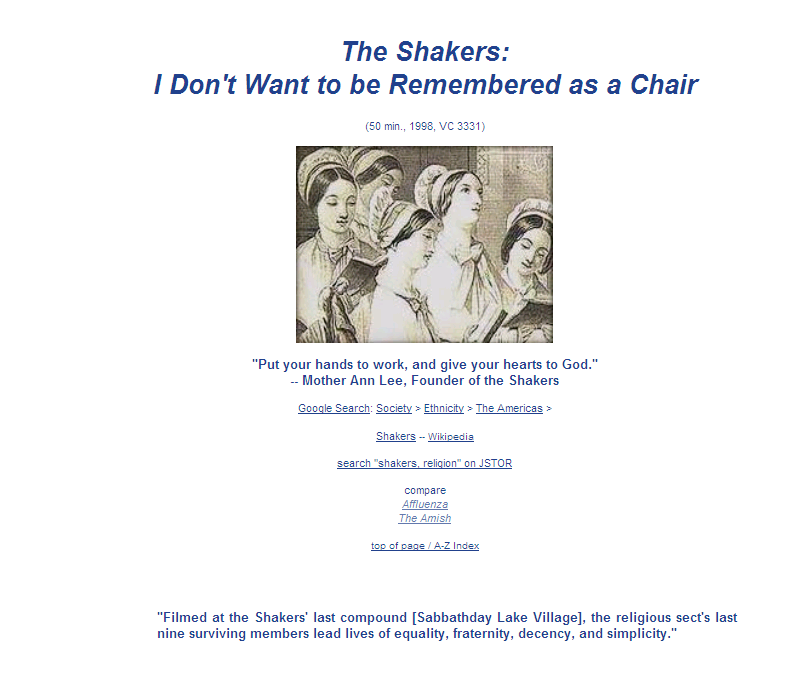 The Shakers:
I Don't Want to be Remembered as a Chair
(50 min., 1998, VC 3331)
"Put your hands to work, and give your hearts to God."
-- Mother Ann Lee, Founder of the Shakers
Google Search: Society > Ethnicity > The Americas >
Shakers -- Wikipedia
search "shakers, religion" on JSTOR
compare
Affluenza
The Amish
top of page / A-Z Index
"Filmed at the Shakers' last compound [Sabbathday Lake Village], the religious sect's last
nine surviving members lead lives of equality, fraternity, decency, and simplicity."